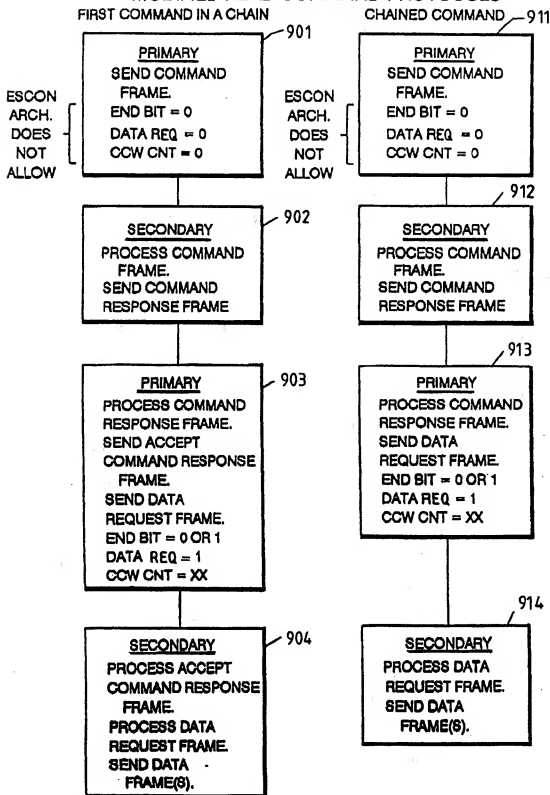 FIRST COMMAND IN A CHAIN
901
PRIMARY
SEND COMMAND
FRAME.
END BIT = 0
DATA REQ = 0
CCW CNT = 0
ESCON
ARCH.
DOES
NOT
ALLOW
902
SECONDARY
PROCESS COMMAND
FRAME.
SEND COMMAND
RESPONSE FRAME
903
PRIMARY
PROCESS COMMAND
RESPONSE FRAME.
SEND ACCEPT
COMMAND RESPONSE
FRAME.
SEND DATA
REQUEST FRAME.
END BIT = 0 OR 1
DATA REQ = 1
CCW CNT = XX
904
SECONDARY
PROCESS ACCEPT
COMMAND RESPONSE
FRAME.
PROCESS DATA
REQUEST FRAME.
SEND DATA
FRAME(S).
CHAINED COMMAND
911
PRIMARY
SEND COMMAND
FRAME.
END BIT = 0
DATA REQ = 0
CCW CNT = 0
ESCON
ARCH.
DOES
NOT
ALLOW
912
SECONDARY
PROCESS COMMAND
FRAME.
SEND COMMAND
RESPONSE FRAME
913
PRIMARY
PROCESS COMMAND
RESPONSE FRAME.
SEND DATA
REQUEST FRAME.
END BIT = 0 OR 1
DATA REQ = 1
CCW CNT = XX
914
SECONDARY
PROCESS DATA
REQUEST FRAME.
SEND DATA
FRAME(S).